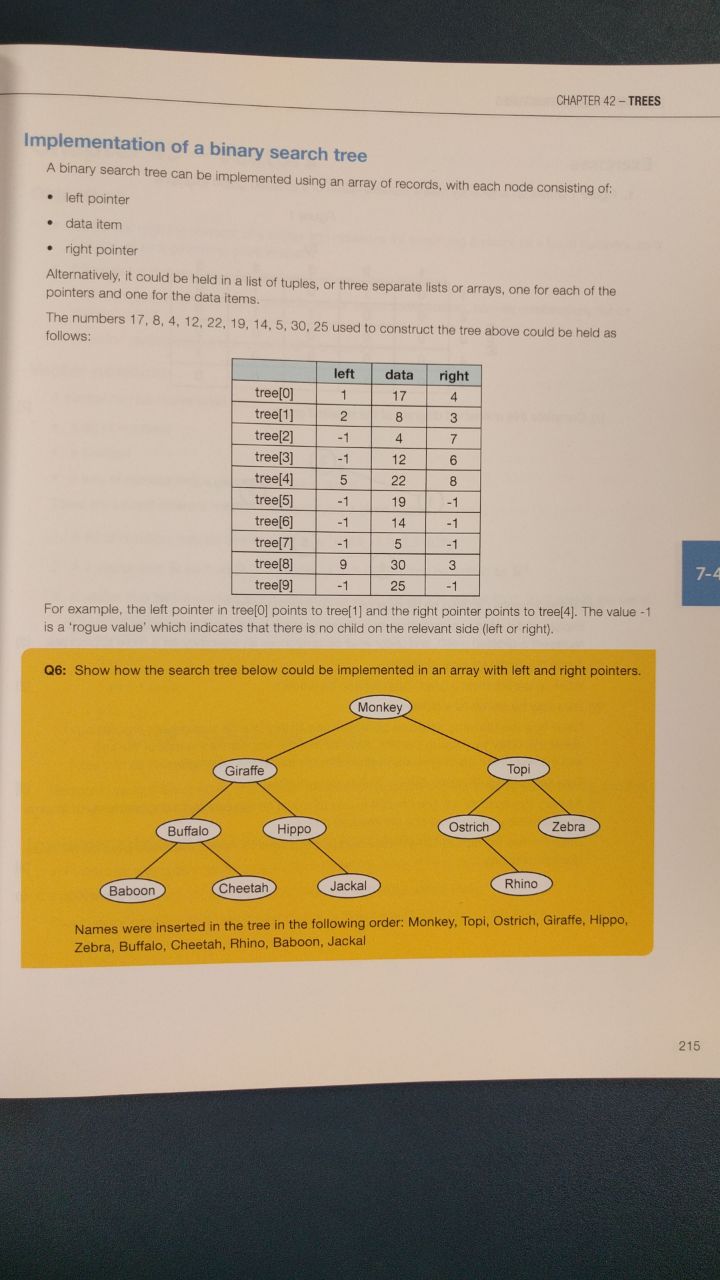 CHAPTER 42 – TREES
Implementation of a binary search tree
A binary search tree can be implemented using an array of records, with each node consisting of:
• left pointer
• data item
• right pointer
Alternatively, it could be held in a list of tuples, or three separate lists or arrays, one for each of the
pointers and one for the data items.
The numbers 17, 8, 4, 12, 22, 19, 14, 5, 30, 25 used to construct the tree above could be held as
follows:
left data right
tree[0] 1 17 4
tree[1] 2 8 3
tree[2] -1 4 7
tree[3] -1 12 6
tree[4] 5 22 8
tree[5] -1 19 -1
tree[6] -1 14 -1
tree[7] -1 5 -1
tree[8] 9 30 3
tree[9] -1 25 -1
7-4
For example, the left pointer in tree[0] points to tree[1] and the right pointer points to tree[4]. The value -1
is a 'rogue value' which indicates that there is no child on the relevant side (left or right).
Q6: Show how the search tree below could be implemented in an array with left and right pointers.
Monkey
Giraffe Topi
Buffalo Hippo Ostrich Zebra
Baboon Cheetah Jackal Rhino
Names were inserted in the tree in the following order: Monkey, Topi, Ostrich, Giraffe, Hippo,
Zebra, Buffalo, Cheetah, Rhino, Baboon, Jackal
215